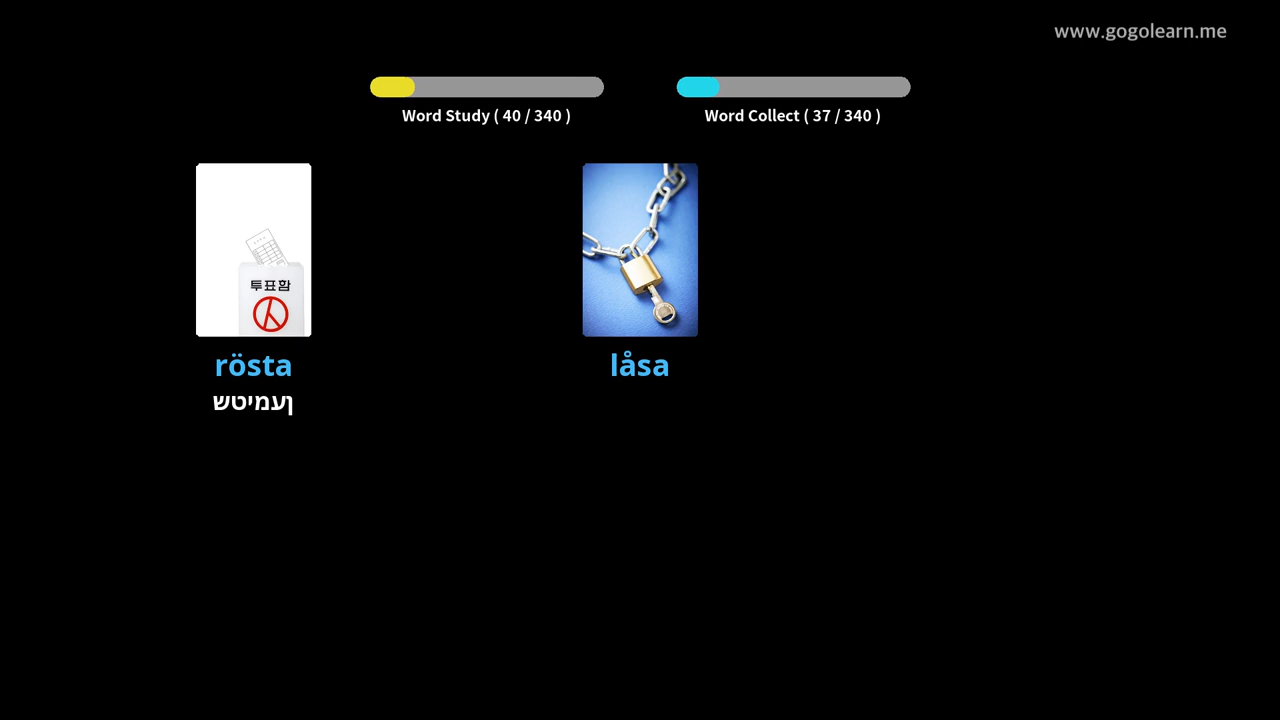 www.gogolearn.me
Word Study ( 40 / 340 )
Word Collect ( 37 / 340 )
투표함
rösta
låsa
שטימען